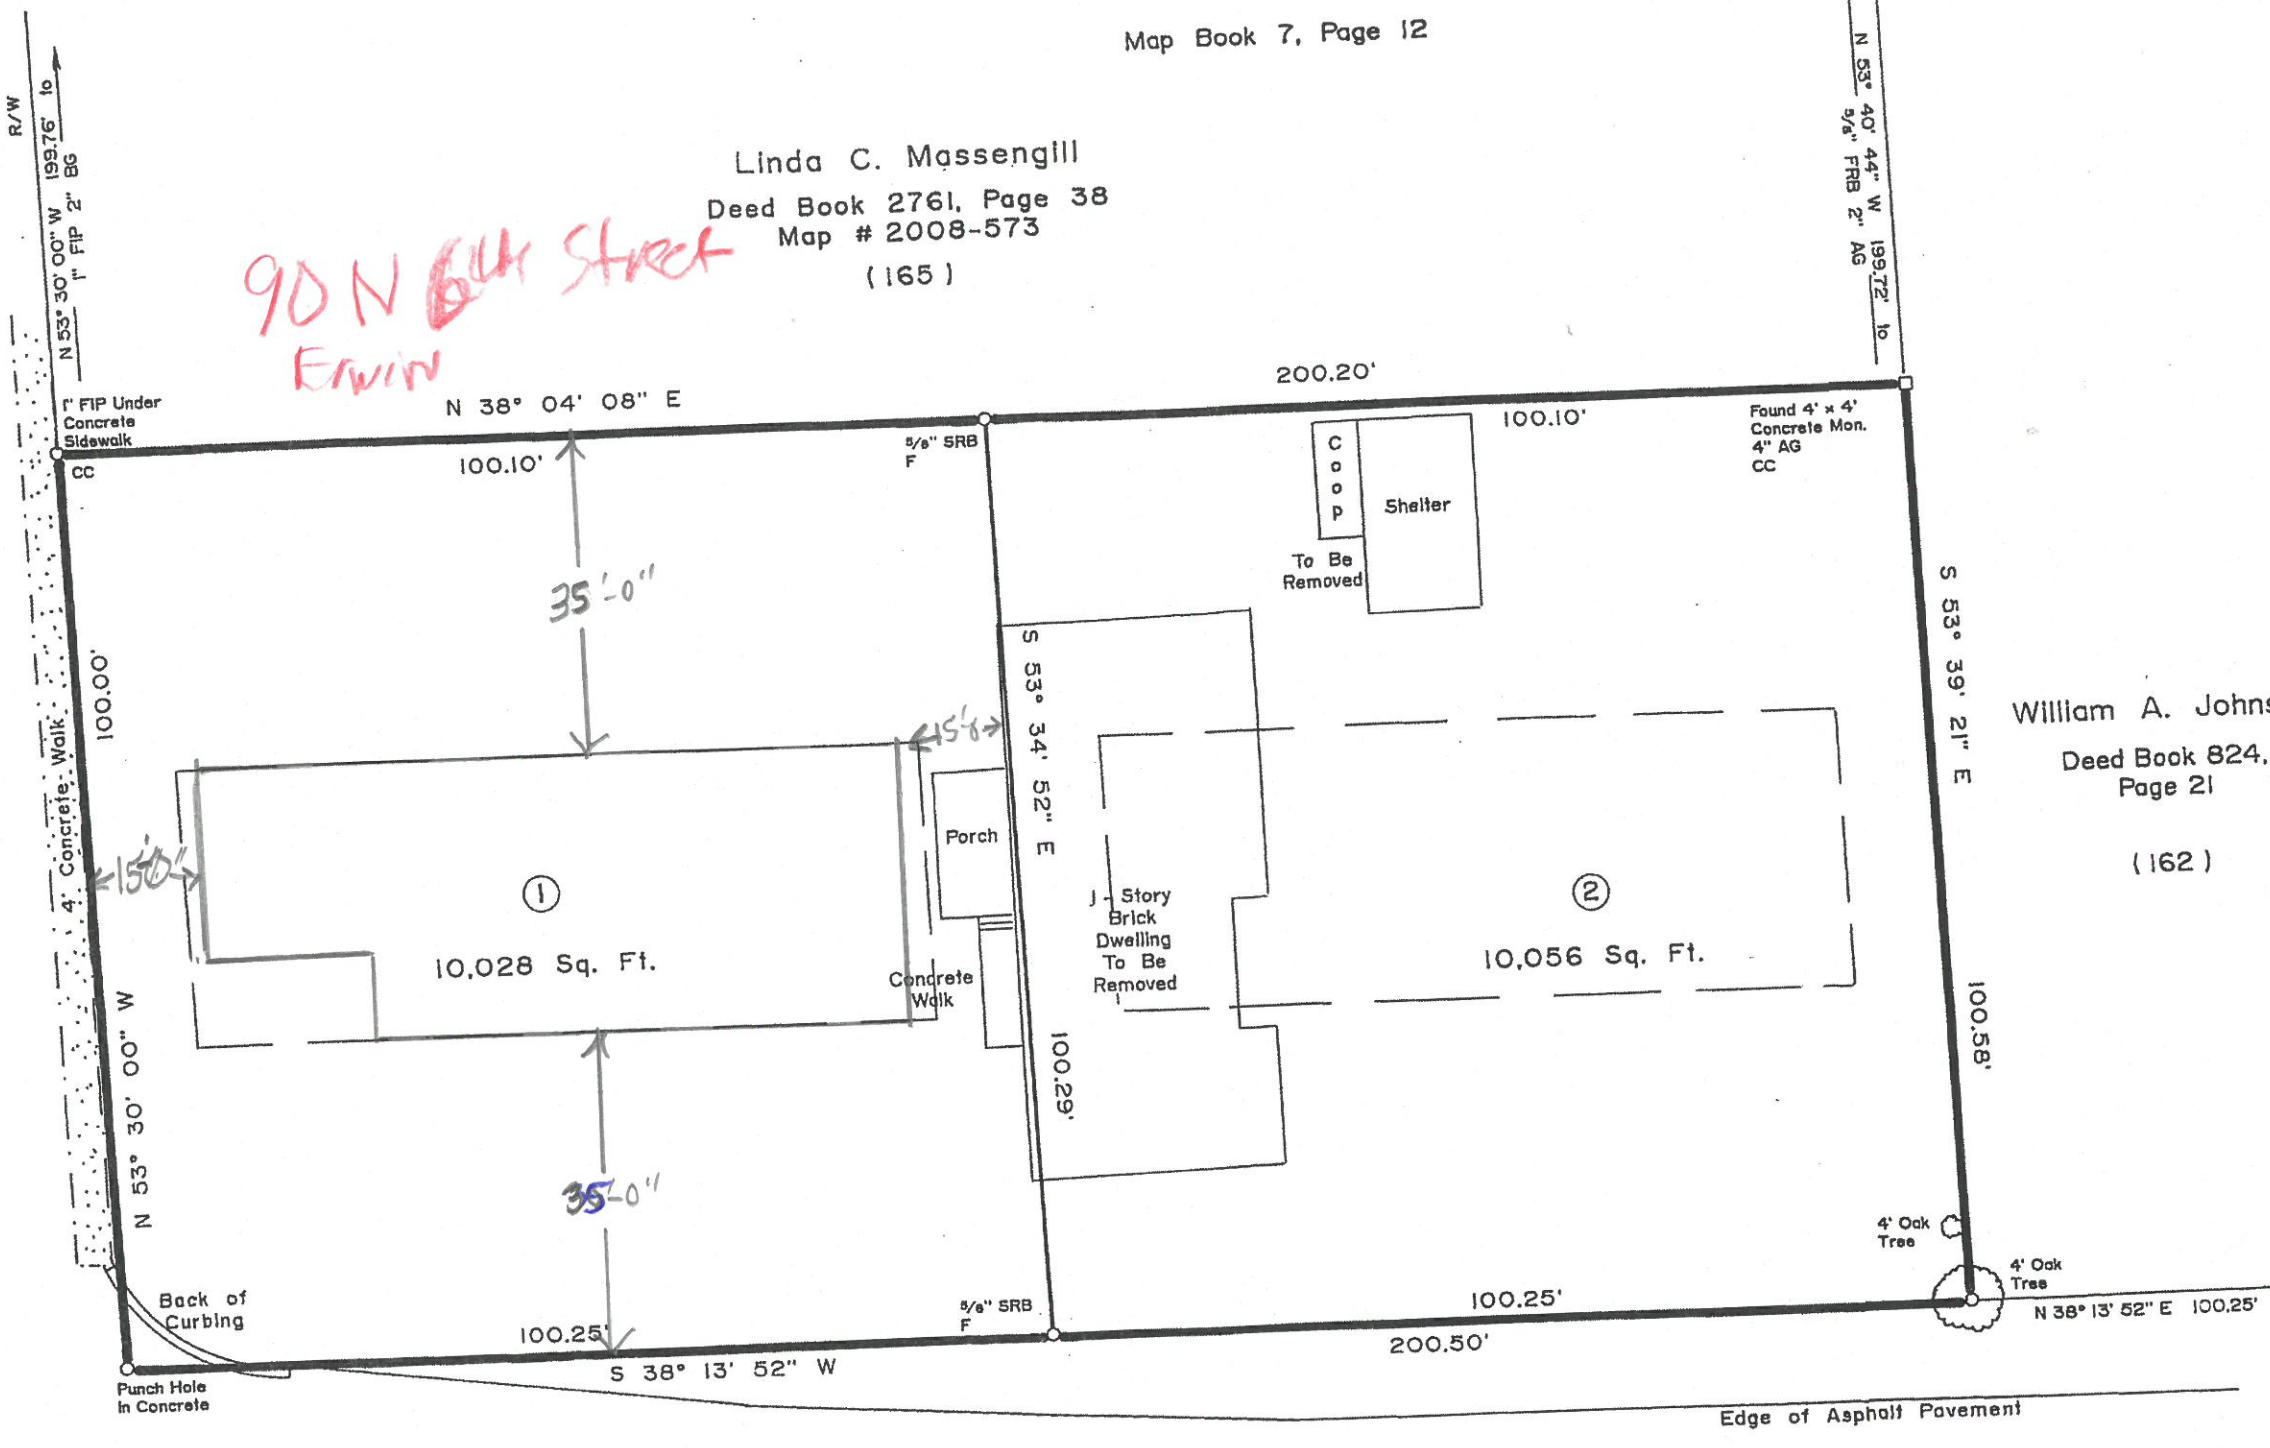 Map Book 7, Page 12
R/W
N 53° 30' 00" W 199.76' to
1" FIP 2" BG
N 53° 40' 44" W 199.72' to
5/8" FRB 2" AG
Linda C. Massengill
Deed Book 2761, Page 38
Map # 2008-573
(165)
90 N 6th Street
Erwin
1" FIP Under
Concrete
Sidewalk
CC
N 38° 04' 08" E
100.10'
200.20'
100.10'
5/8" SRB
F
Found 4' x 4'
Concrete Mon.
4" AG
CC
Coop
Shelter
To Be
Removed
35'-0"
100.00'
4' Concrete Walk
N 53° 30' 00" W
15'0"
S 53° 34' 52" E
100.29'
Porch
1
10,028 Sq. Ft.
Concrete
Walk
1 - Story
Brick
Dwelling
To Be
Removed
2
10,056 Sq. Ft.
S 53° 39' 21" E
100.58'
William A. Johns
Deed Book 824,
Page 21
(162)
35'-0"
Back of
Curbing
100.25'
S 38° 13' 52" W
5/8" SRB
F
100.25'
200.50'
4' Oak
Tree
4' Oak
Tree
N 38° 13' 52" E 100.25'
Punch Hole
In Concrete
Edge of Asphalt Pavement